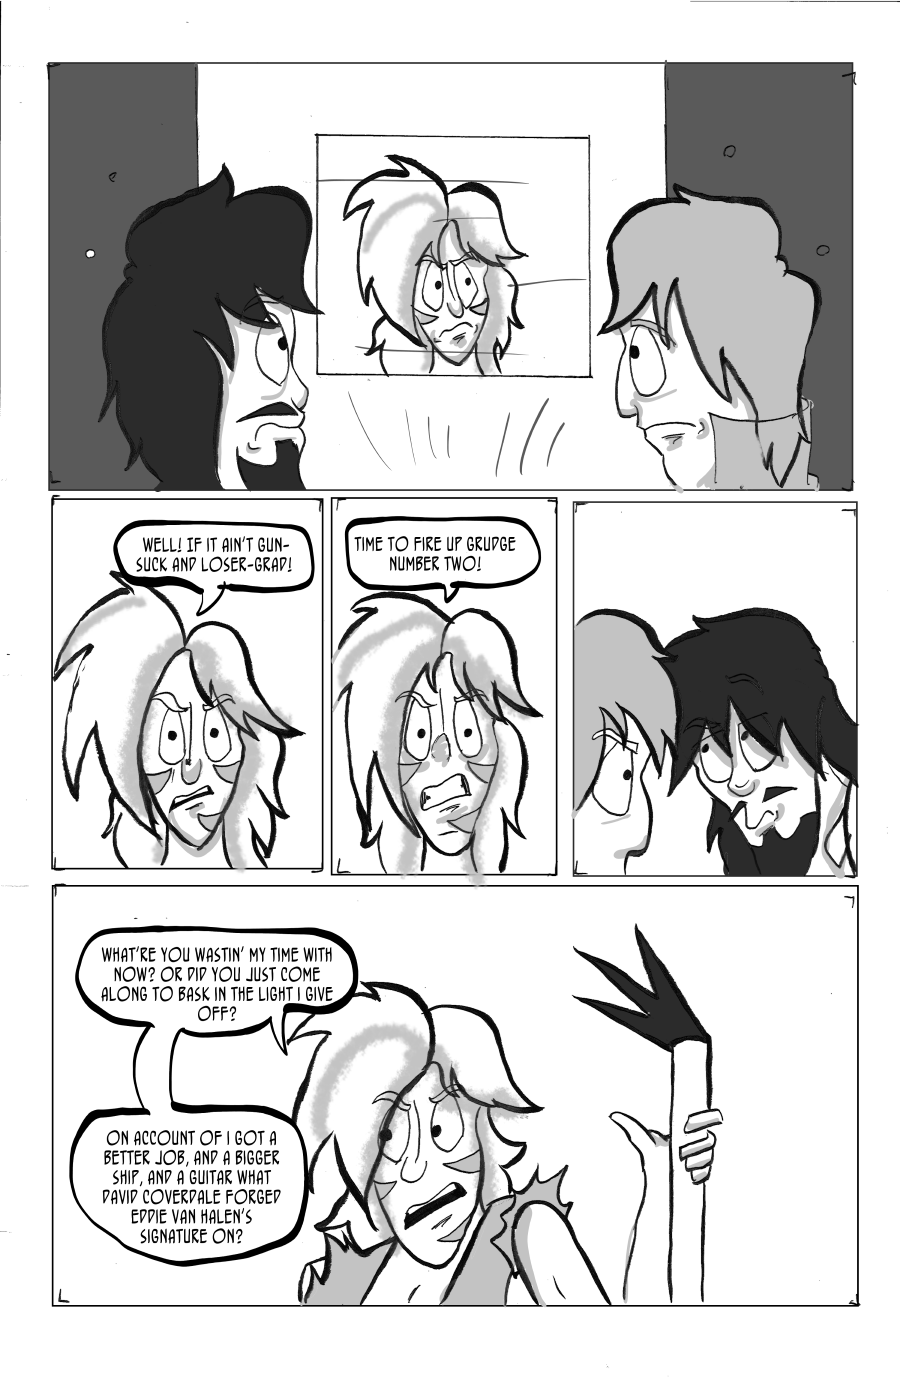 WELL! IF IT AIN'T GUN-
SUCK AND LOSER-GRAD!
TIME TO FIRE UP GRUDGE
NUMBER TWO!
WHAT'RE YOU WASTIN' MY TIME WITH
NOW? OR DID YOU JUST COME
ALONG TO BASK IN THE LIGHT I GIVE
OFF?
ON ACCOUNT OF I GOT A
BETTER JOB, AND A BIGGER
SHIP, AND A GUITAR WHAT
DAVID COVERDALE FORGED
EDDIE VAN HALEN'S
SIGNATURE ON?